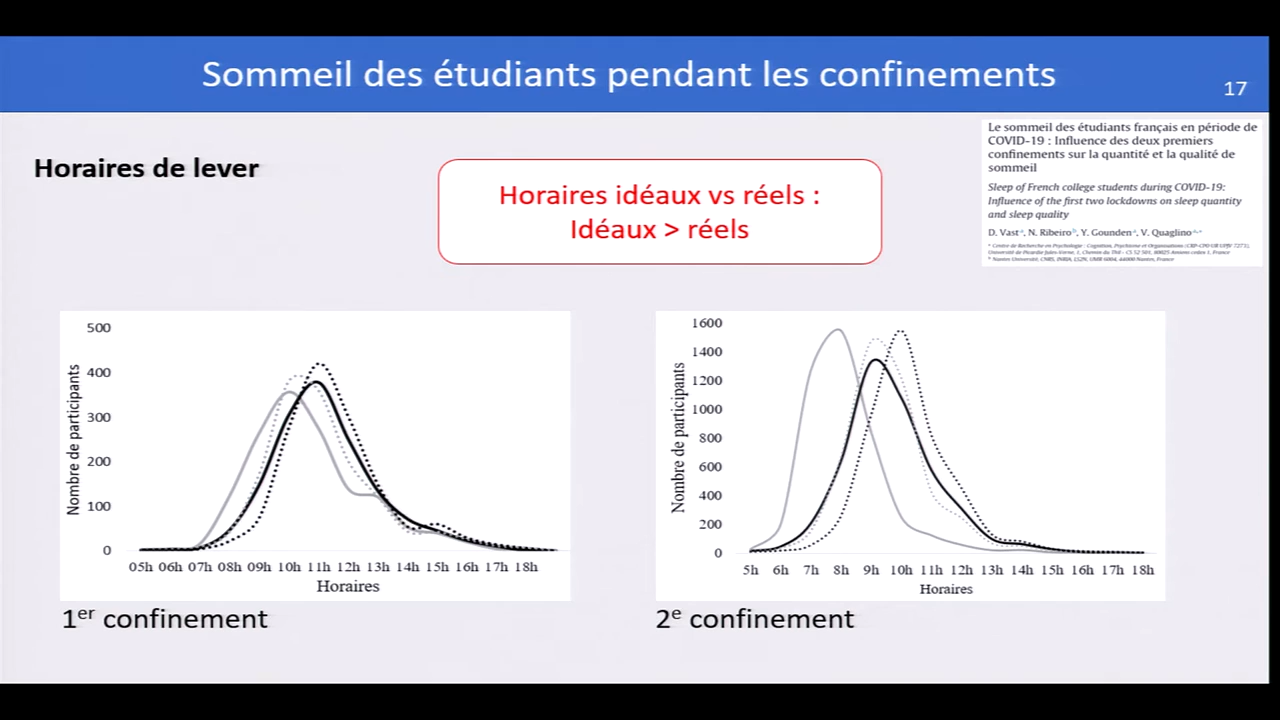 Sommeil des étudiants pendant les confinements
17
Horaires de lever
Horaires idéaux vs réels :
Idéaux > réels
Le sommeil des étudiants français en période de
COVID-19 : Influence des deux premiers
confinements sur la quantité et la qualité de
sommeil
Sleep of French college students during COVID-19:
Influence of the first two lockdowns on sleep quantity
and sleep quality
D. Vast a, N. Ribeiro b, Y. Gounden a, V. Quaglino a,*
Nombre de participants
500
400
300
200
100
0
05h 06h 07h 08h 09h 10h 11h 12h 13h 14h 15h 16h 17h 18h
Horaires
1er confinement
Nombre de participants
1600
1400
1200
1000
800
600
400
200
0
5h 6h 7h 8h 9h 10h 11h 12h 13h 14h 15h 16h 17h 18h
Horaires
2e confinement